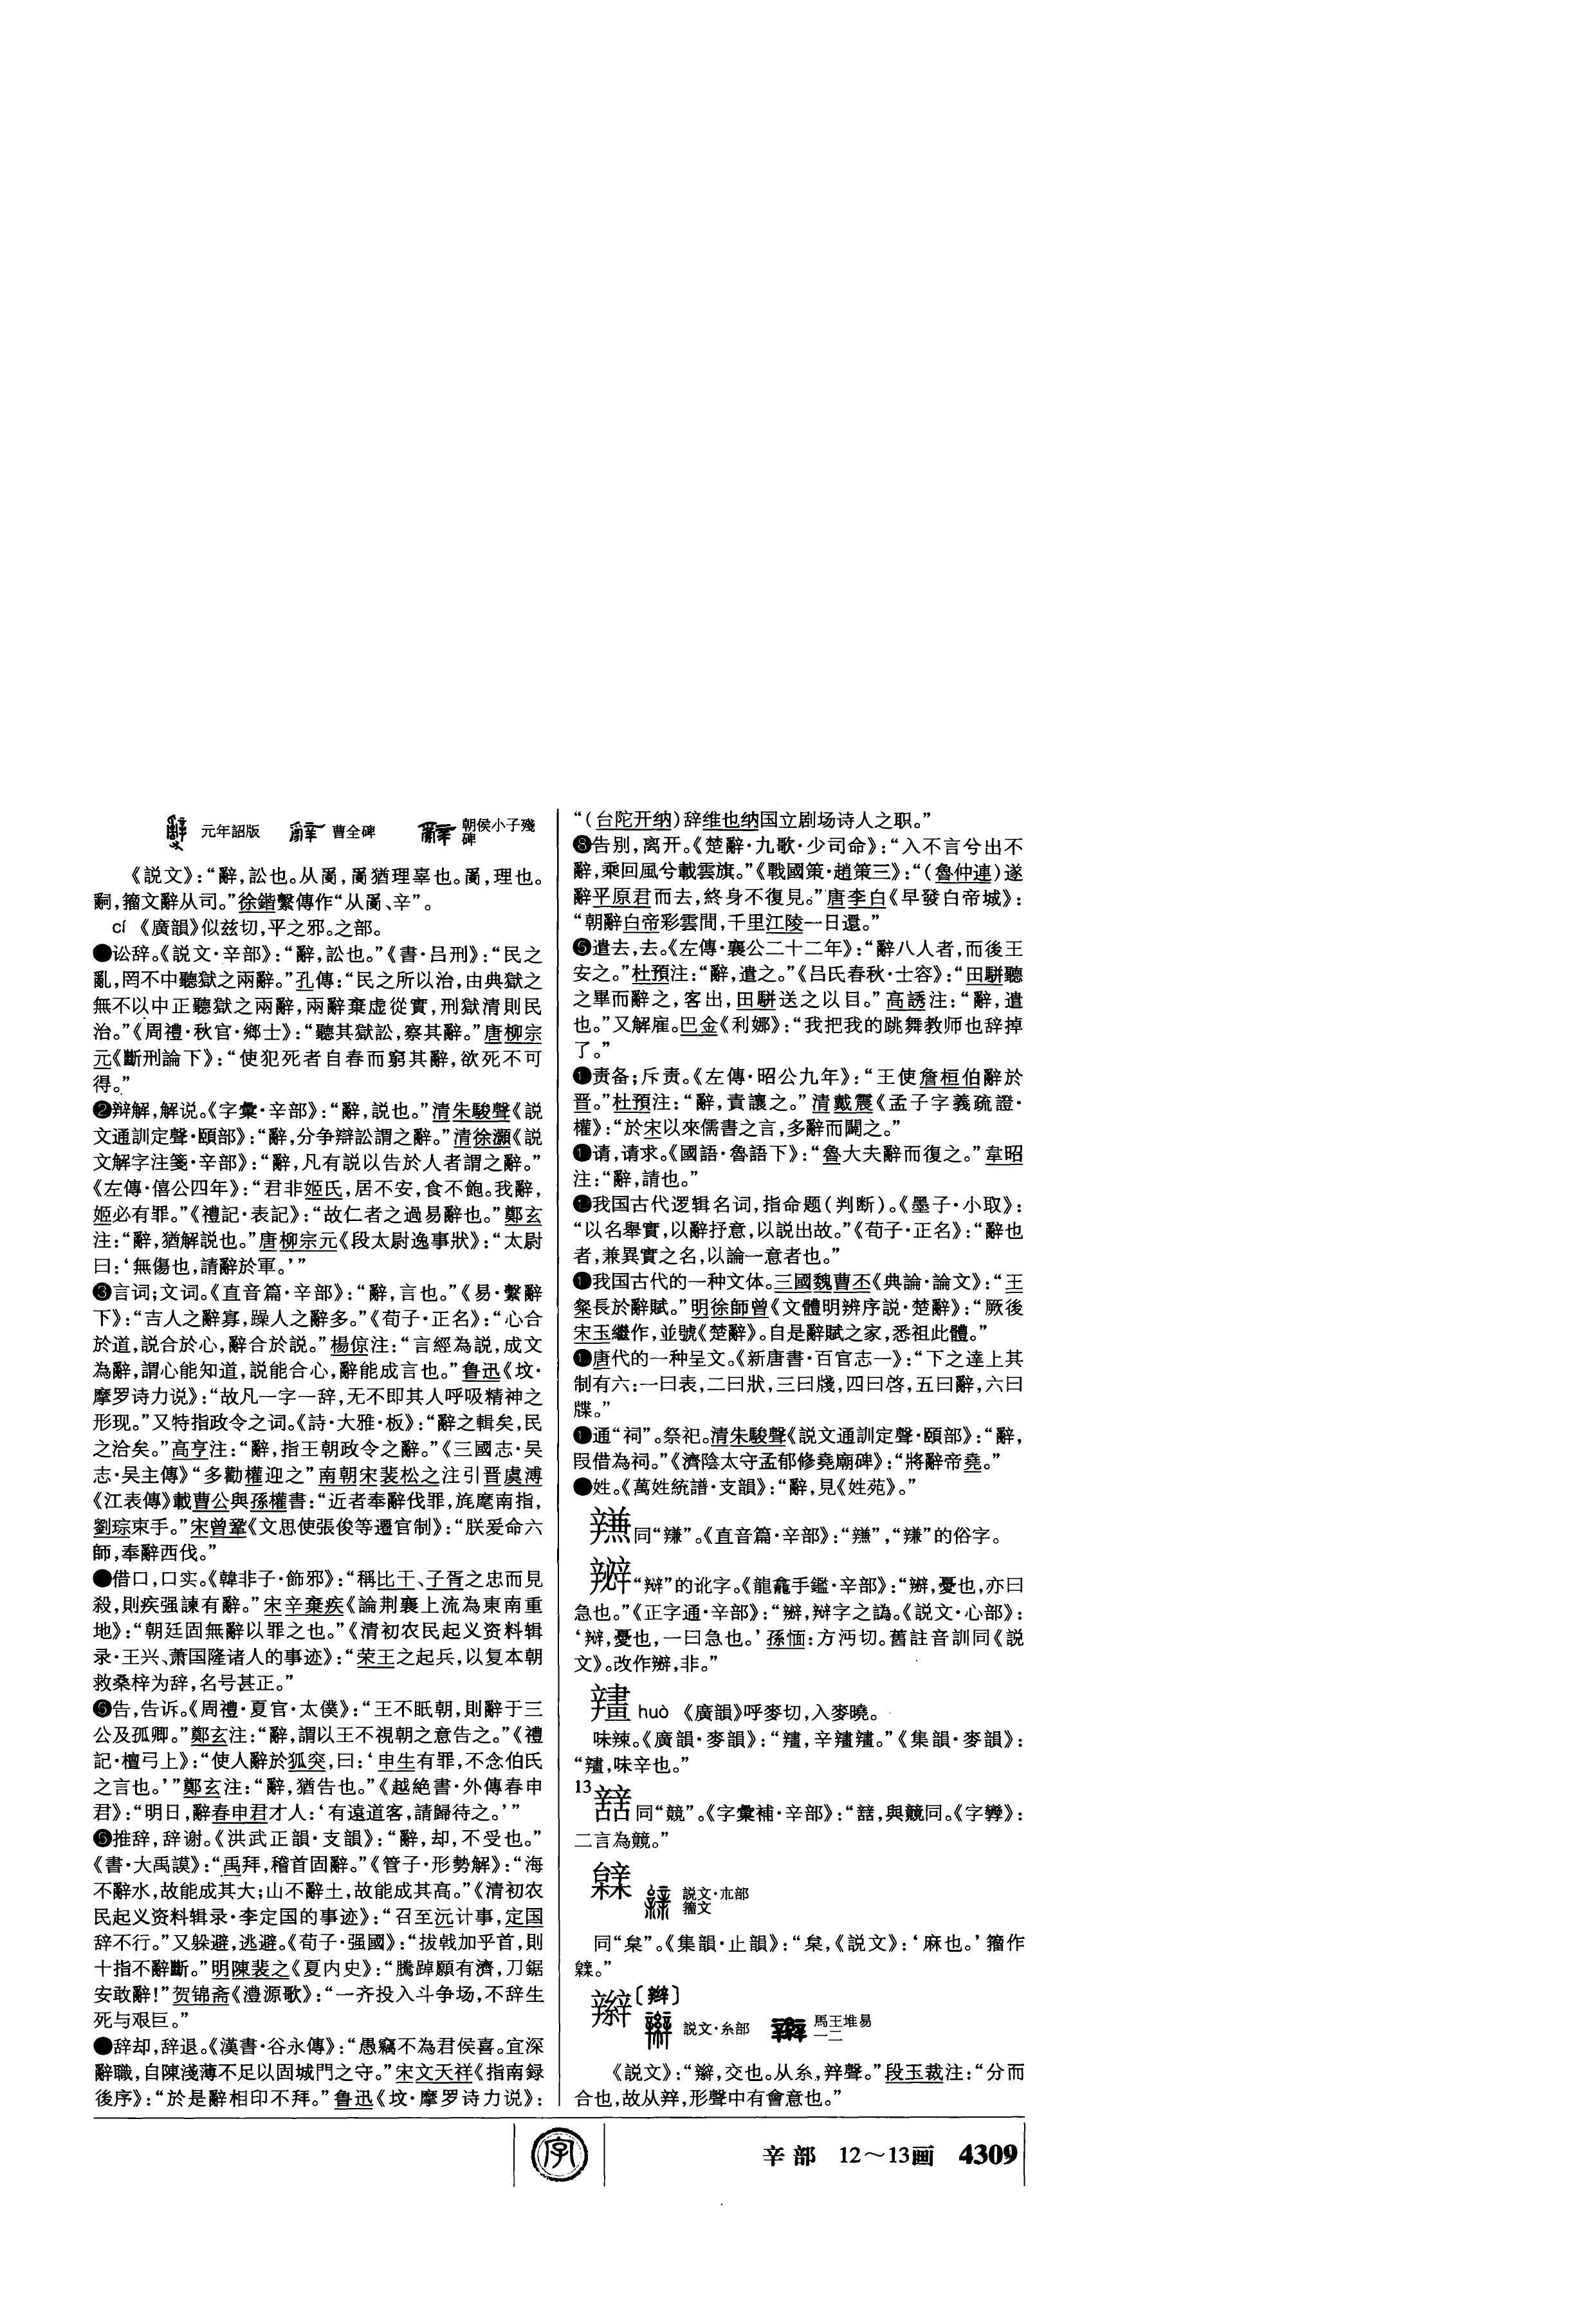 元年詔版 曹全碑 朝侯小子殘碑
《説文》：“辭，訟也。从𤔔，𤔔猶理辜也。𤔔，理也。
嗣，籀文辭从司。”徐鍇繫傳作“从𤔔、辛”。
cí 《廣韻》似兹切，平之邪。之部。
讼辞。《説文·辛部》：“辭，訟也。”《書·吕刑》：“民之
亂，罔不中聽獄之兩辭。”孔傳：“民之所以治，由典獄之
無不以中正聽獄之兩辭，兩辭棄虚從實，刑獄清則民
治。”《周禮·秋官·鄉士》：“聽其獄訟，察其辭。”唐柳宗
元《斷刑論下》：“使犯死者自春而窮其辭，欲死不可
得。”
❷辩解，解说。《字彙·辛部》：“辭，説也。”清朱駿聲《説
文通訓定聲·頤部》：“辭，分争辯訟謂之辭。”清徐灝《説
文解字注箋·辛部》：“辭，凡有説以告於人者謂之辭。”
《左傳·僖公四年》：“君非姬氏，居不安，食不飽。我辭，
姬必有罪。”《禮記·表記》：“故仁者之過易辭也。”鄭玄
注：“辭，猶解説也。”唐柳宗元《段太尉逸事狀》：“太尉
曰：‘無傷也，請辭於軍。’”
❸言词；文词。《直音篇·辛部》：“辭，言也。”《易·繫辭
下》：“吉人之辭寡，躁人之辭多。”《荀子·正名》：“心合
於道，説合於心，辭合於説。”楊倞注：“言經為説，成文
為辭，謂心能知道，説能合心，辭能成言也。”鲁迅《坟·
摩罗诗力说》：“故凡一字一辞，无不即其人呼吸精神之
形现。”又特指政令之词。《詩·大雅·板》：“辭之輯矣，民
之洽矣。”高亨注：“辭，指王朝政令之辭。”《三國志·吴
志·吴主傳》“多勸權迎之”南朝宋裴松之注引晋虞溥
《江表傳》載曹公與孫權書：“近者奉辭伐罪，旄麾南指，
劉琮束手。”宋曾鞏《文思使張俊等遷官制》：“朕爰命六
師，奉辭西伐。”
借口，口实。《韓非子·飾邪》：“稱比干、子胥之忠而見
殺，則疾强諫有辭。”宋辛棄疾《論荆襄上流為東南重
地》：“朝廷固無辭以罪之也。”《清初农民起义资料辑
录·王兴、萧国隆诸人的事迹》：“荣王之起兵，以复本朝
救桑梓为辞，名号甚正。”
❺告，告诉。《周禮·夏官·太僕》：“王不眂朝，則辭于三
公及孤卿。”鄭玄注：“辭，謂以王不視朝之意告之。”《禮
記·檀弓上》：“使人辭於狐突，曰：‘申生有罪，不念伯氏
之言也。’”鄭玄注：“辭，猶告也。”《越絶書·外傳春申
君》：“明日，辭春申君才人：‘有遠道客，請歸待之。’”
❻推辞，辞谢。《洪武正韻·支韻》：“辭，却，不受也。”
《書·大禹謨》：“禹拜，稽首固辭。”《管子·形勢解》：“海
不辭水，故能成其大；山不辭土，故能成其高。”《清初农
民起义资料辑录·李定国的事迹》：“召至沅计事，定国
辞不行。”又躲避，逃避。《荀子·强國》：“拔戟加乎首，則
十指不辭斷。”明陳裴之《夏内史》：“騰踔願有濟，刀鋸
安敢辭！”贺锦斋《澧源歌》：“一齐投入斗争场，不辞生
死与艰巨。”
辞却，辞退。《漢書·谷永傳》：“愚竊不為君侯喜。宜深
辭職，自陳淺薄不足以固城門之守。”宋文天祥《指南録
後序》：“於是辭相印不拜。”鲁迅《坟·摩罗诗力说》：
“（台陀开纳）辞维也纳国立剧场诗人之职。”
❽告别，离开。《楚辭·九歌·少司命》：“入不言兮出不
辭，乘回風兮載雲旗。”《戰國策·趙策三》：“（魯仲連）遂
辭平原君而去，終身不復見。”唐李白《早發白帝城》：
“朝辭白帝彩雲間，千里江陵一日還。”
遣去，去。《左傳·襄公二十二年》：“辭八人者，而後王
安之。”杜預注：“辭，遣之。”《吕氏春秋·士容》：“田駢聽
之畢而辭之，客出，田駢送之以目。”高誘注：“辭，遣
也。”又解雇。巴金《利娜》：“我把我的跳舞教师也辞掉
了。”
责备；斥责。《左傳·昭公九年》：“王使詹桓伯辭於
晋。”杜預注：“辭，責讓之。”清戴震《孟子字義疏證·
權》：“於宋以來儒書之言，多辭而闢之。”
请，请求。《國語·魯語下》：“魯大夫辭而復之。”韋昭
注：“辭，請也。”
我国古代逻辑名词，指命题（判断）。《墨子·小取》：
“以名舉實，以辭抒意，以説出故。”《荀子·正名》：“辭也
者，兼異實之名，以論一意者也。”
我国古代的一种文体。三國魏曹丕《典論·論文》：“王
粲長於辭賦。”明徐師曾《文體明辨序説·楚辭》：“厥後
宋玉繼作，並號《楚辭》。自是辭賦之家，悉祖此體。”
唐代的一种呈文。《新唐書·百官志一》：“下之達上其
制有六：一曰表，二曰狀，三曰牋，四曰啓，五曰辭，六曰
牒。”
通“祠”。祭祀。清朱駿聲《説文通訓定聲·頤部》：“辭，
叚借為祠。”《濟陰太守孟郁修堯廟碑》：“將辭帝堯。”
姓。《萬姓統譜·支韻》：“辭，見《姓苑》。”
同“𨐩”。《直音篇·辛部》：“”，“𨐩”的俗字。
“辡”的讹字。《龍龕手鑑·辛部》：“，憂也，亦曰
急也。”《正字通·辛部》：“，字之譌。《説文·心部》：
‘，憂也，一曰急也。’孫愐：方沔切。舊註音訓同《説
文》。改作，非。”
huò 《廣韻》呼麥切，入麥曉。
味辣。《廣韻·麥韻》：“，辛。”《集韻·麥韻》：
“，味辛也。”
13
同“競”。《字彙補·辛部》：“，與競同。《字孿》：
二言為競。”
説文·朩部籀文
同“枲”。《集韻·止韻》：“枲，《説文》：‘麻也。’籀作
。”
辮〔辫〕
説文·糸部 馬王堆易一二
《説文》：“辮，交也。从糸，辡聲。”段玉裁注：“分而
合也，故从辡，形聲中有會意也。”
字
辛部 12～13画 4309